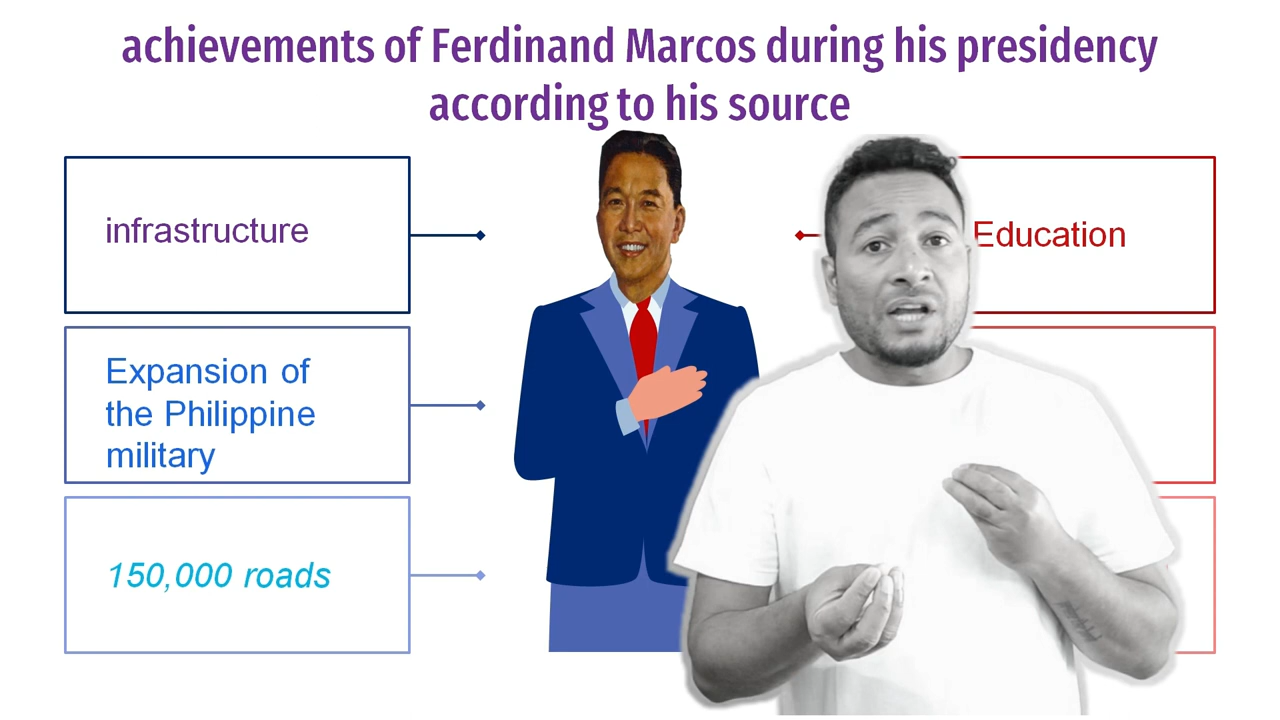 achievements of Ferdinand Marcos during his presidency
according to his source
infrastructure
Education
Expansion of
the Philippine
military
150,000 roads